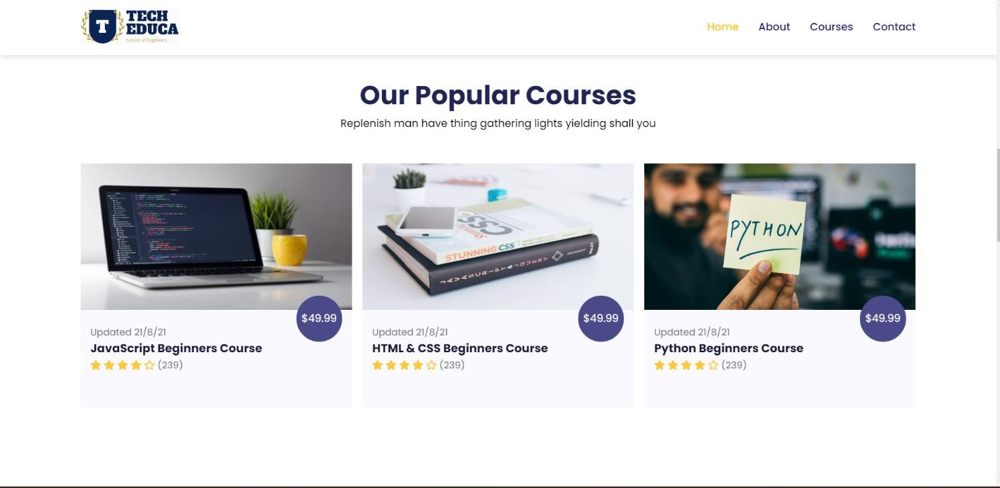 T
TECH
EDUCA
School of Engineers
Home About Courses Contact
Our Popular Courses
Replenish man have thing gathering lights yielding shall you
CSS
STUNNING CSS
JAVASCRIPT & JQUERY
JON DUCKETT
WILEY
PYTHON
$49.99 $49.99 $49.99
Updated 21/8/21
JavaScript Beginners Course
(239)
Updated 21/8/21
HTML & CSS Beginners Course
(239)
Updated 21/8/21
Python Beginners Course
(239)